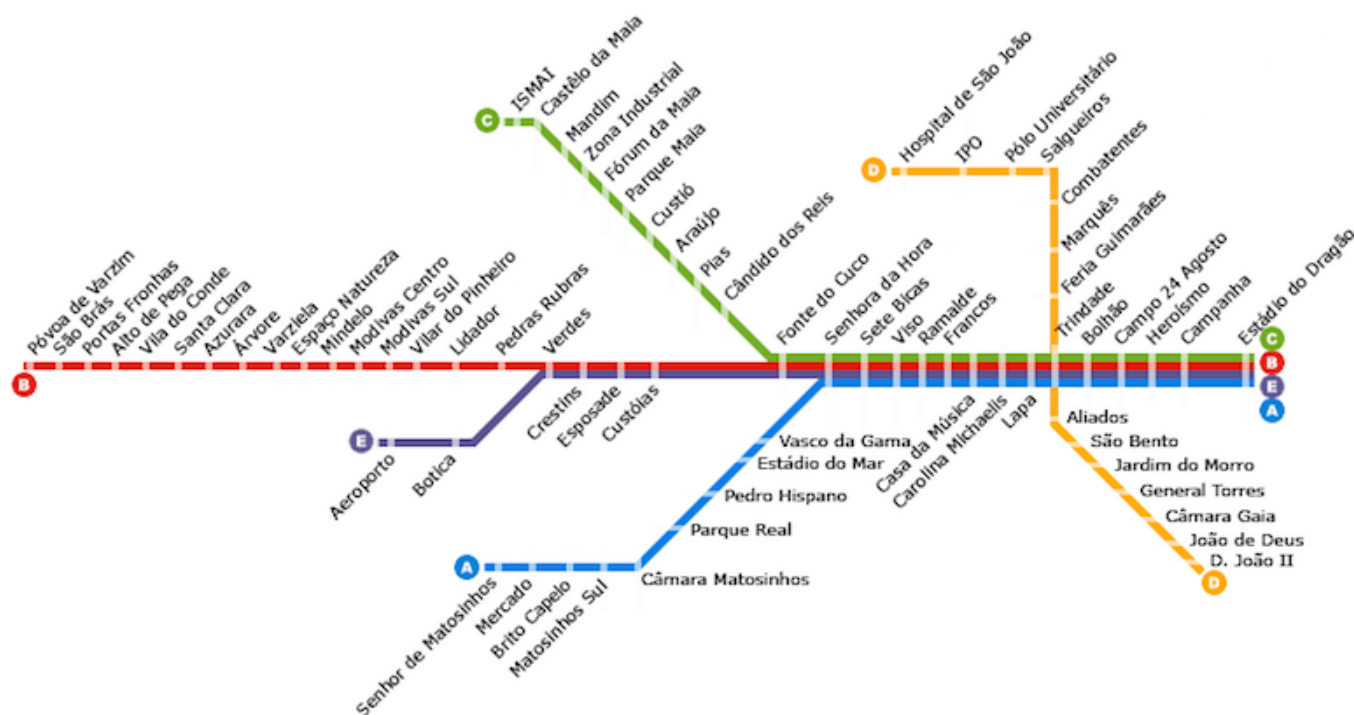 C
ISMAI
Castêlo da Maia
Mandim
Zona Industrial
Fórum da Maia
Parque Maia
Custió
Araújo
Pias
Cândido dos Reis
D
Hospital de São João
IPO
Pólo Universitário
Salgueiros
Combatentes
Marquês
Feria Guimarães
Póvoa de Varzim
São Brás
Portas Fronhas
Alto de Pega
Vila do Conde
Santa Clara
Azurara
Árvore
Varziela
Espaço Natureza
Mindelo
Modivas Centro
Modivas Sul
Vilar do Pinheiro
Lidador
Pedras Rubras
Verdes
Fonte do Cuco
Senhora da Hora
Sete Bicas
Viso
Ramalde
Francos
Trindade
Bolhão
Campo 24 Agosto
Heroísmo
Campanha
Estádio do Dragão
C
B
E
A
B
E
Aeroporto
Botica
Crestins
Esposade
Custóias
Casa da Música
Carolina Michaelis
Lapa
Aliados
São Bento
Jardim do Morro
General Torres
Câmara Gaia
João de Deus
D. João II
D
Vasco da Gama
Estádio do Mar
Pedro Hispano
Parque Real
Câmara Matosinhos
A
Senhor de Matosinhos
Mercado
Brito Capelo
Matosinhos Sul